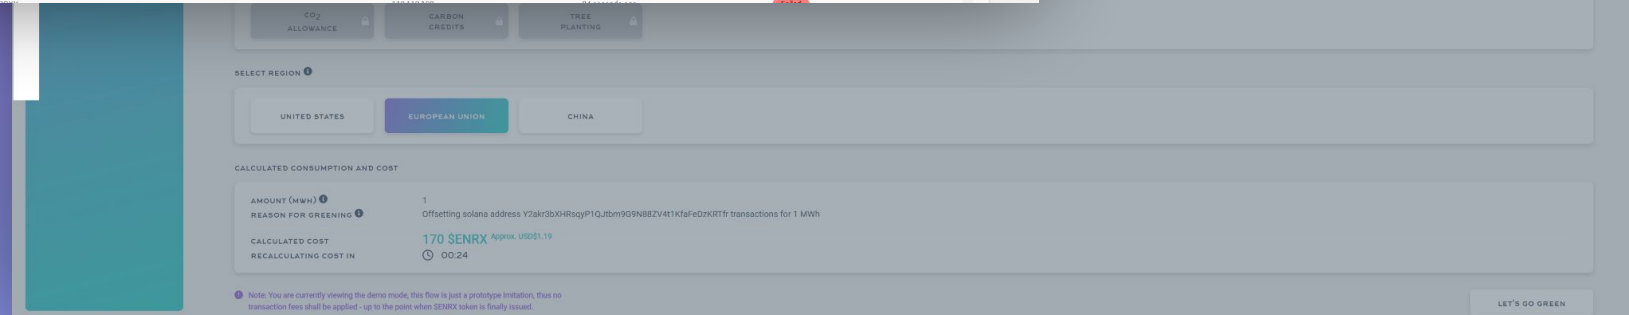 Failed
CO2
ALLOWANCE
CARBON
CREDITS
TREE
PLANTING
SELECT REGION
UNITED STATES
EUROPEAN UNION
CHINA
CALCULATED CONSUMPTION AND COST
AMOUNT (MWH) 1
REASON FOR GREENING Offsetting solana address Y2akr3bXHRsqyP1QJtbm9G9N88ZV4t1KfaFeDzKRTfr transactions for 1 MWh
CALCULATED COST 170 $ENRX Approx. USD$1.19
RECALCULATING COST IN 00:24
Note: You are currently viewing the demo mode, this flow is just a prototype imitation, thus no
transaction fees shall be applied - up to the point when $ENRX token is finally issued.
LET'S GO GREEN